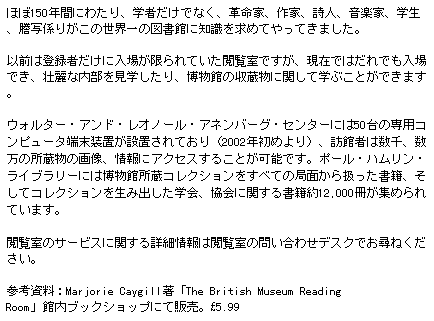 ほぼ150年間にわたり、学者だけでなく、革命家、作家、詩人、音楽家、学生
、謄写係りがこの世界一の図書館に知識を求めてやってきました。
以前は登録者だけに入場が限られていた閲覧室ですが、現在ではだれでも入場
でき、壮麗な内部を見学したり、博物館の収蔵物に関して学ぶことができます
。
ウォルター・アンド・レオノール・アネンバーグ・センターには50台の専用コ
ンピュータ端末装置が設置されており（2002年初めより）、訪館者は数千、数
万の所蔵物の画像、情報にアクセスすることが可能です。ポール・ハムリン・
ライブラリーには博物館所蔵コレクションをすべての局面から扱った書籍、そ
してコレクションを生み出した学会、協会に関する書籍約12,000冊が集められ
ています。
閲覧室のサービスに関する詳細情報は閲覧室の問い合わせデスクでお尋ねくだ
さい。
参考資料：Marjorie Caygill著「The British Museum Reading
Room」館内ブックショップにて販売。£5.99